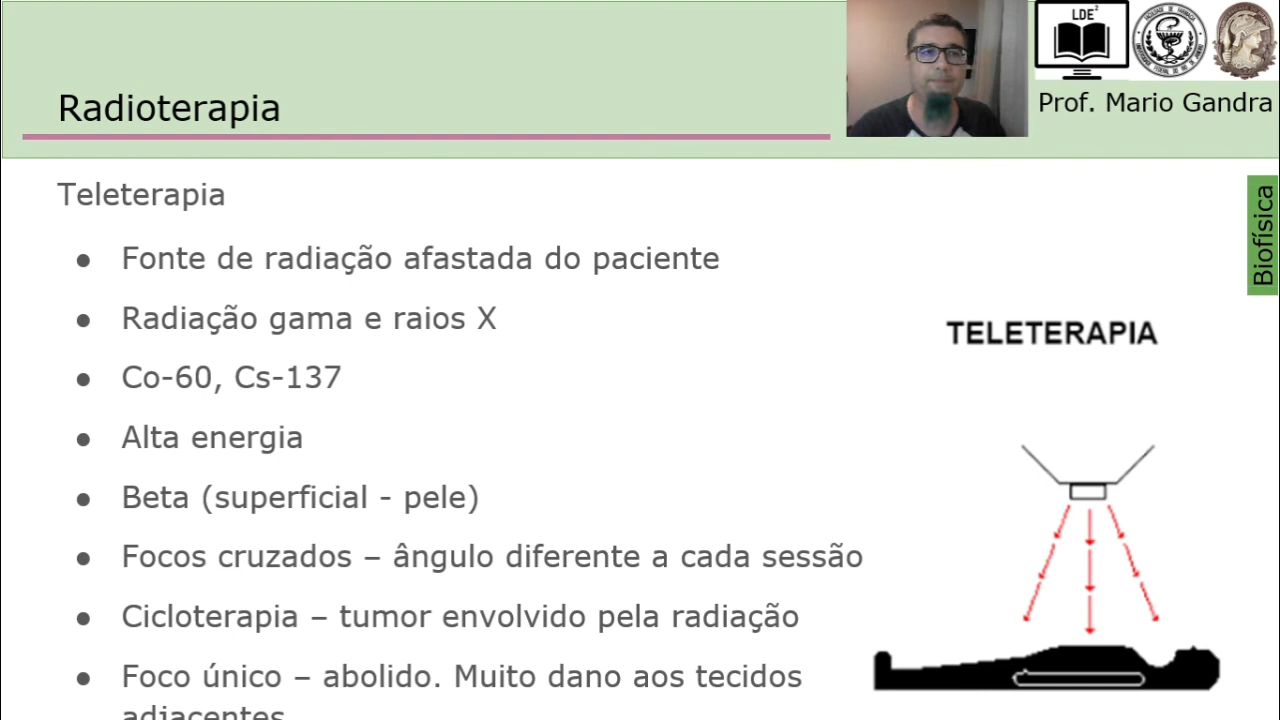 LDE²
Prof. Mario Gandra
Radioterapia
Biofísica
Teleterapia
● Fonte de radiação afastada do paciente
● Radiação gama e raios X
● Co-60, Cs-137
● Alta energia
● Beta (superficial - pele)
● Focos cruzados – ângulo diferente a cada sessão
● Cicloterapia – tumor envolvido pela radiação
● Foco único – abolido. Muito dano aos tecidos
adjacentes
TELETERAPIA